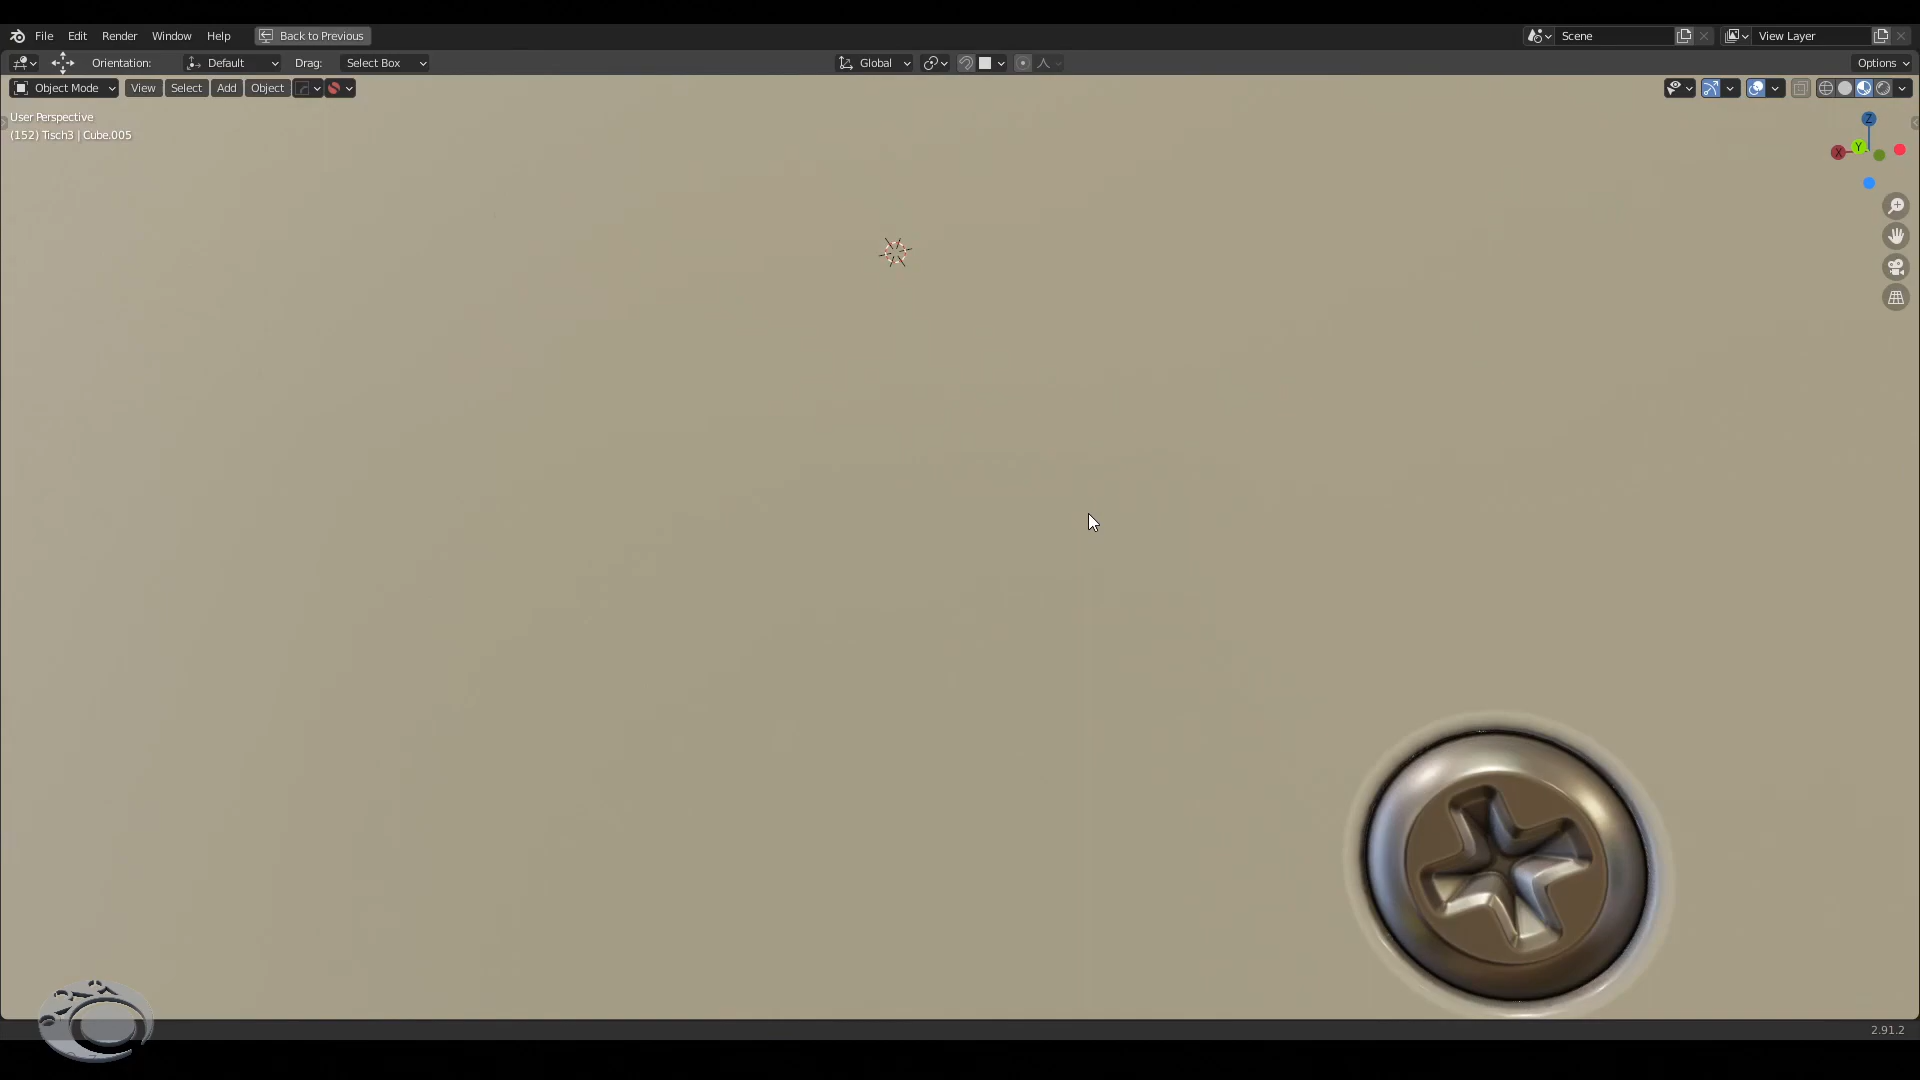 File Edit Render Window Help Back to Previous Scene View Layer
Orientation: Default Drag: Select Box Global Options
Object Mode View Select Add Object
User Perspective
(152) Tisch3 | Cube.005
Z
Y
X
2.91.2